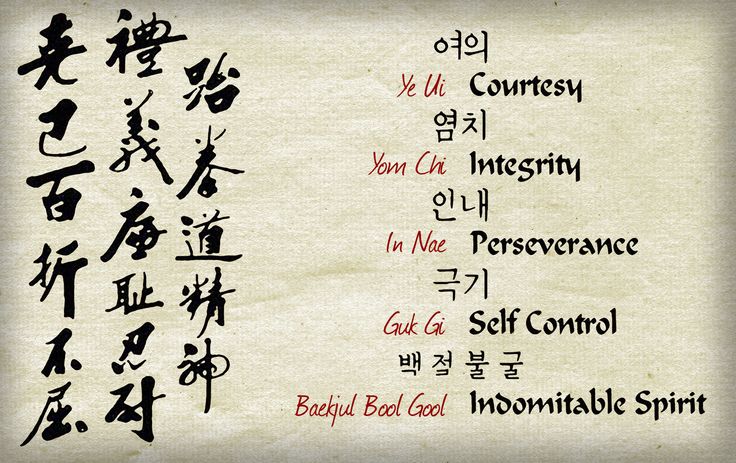 跆拳道精神
禮義廉耻忍耐
克己百折不屈
여의
Ye Ui Courtesy
염치
Yom Chi Integrity
인내
In Nae Perseverance
극기
Guk Gi Self Control
백 점 불 굴
Baekjul Bool Gool Indomitable Spirit